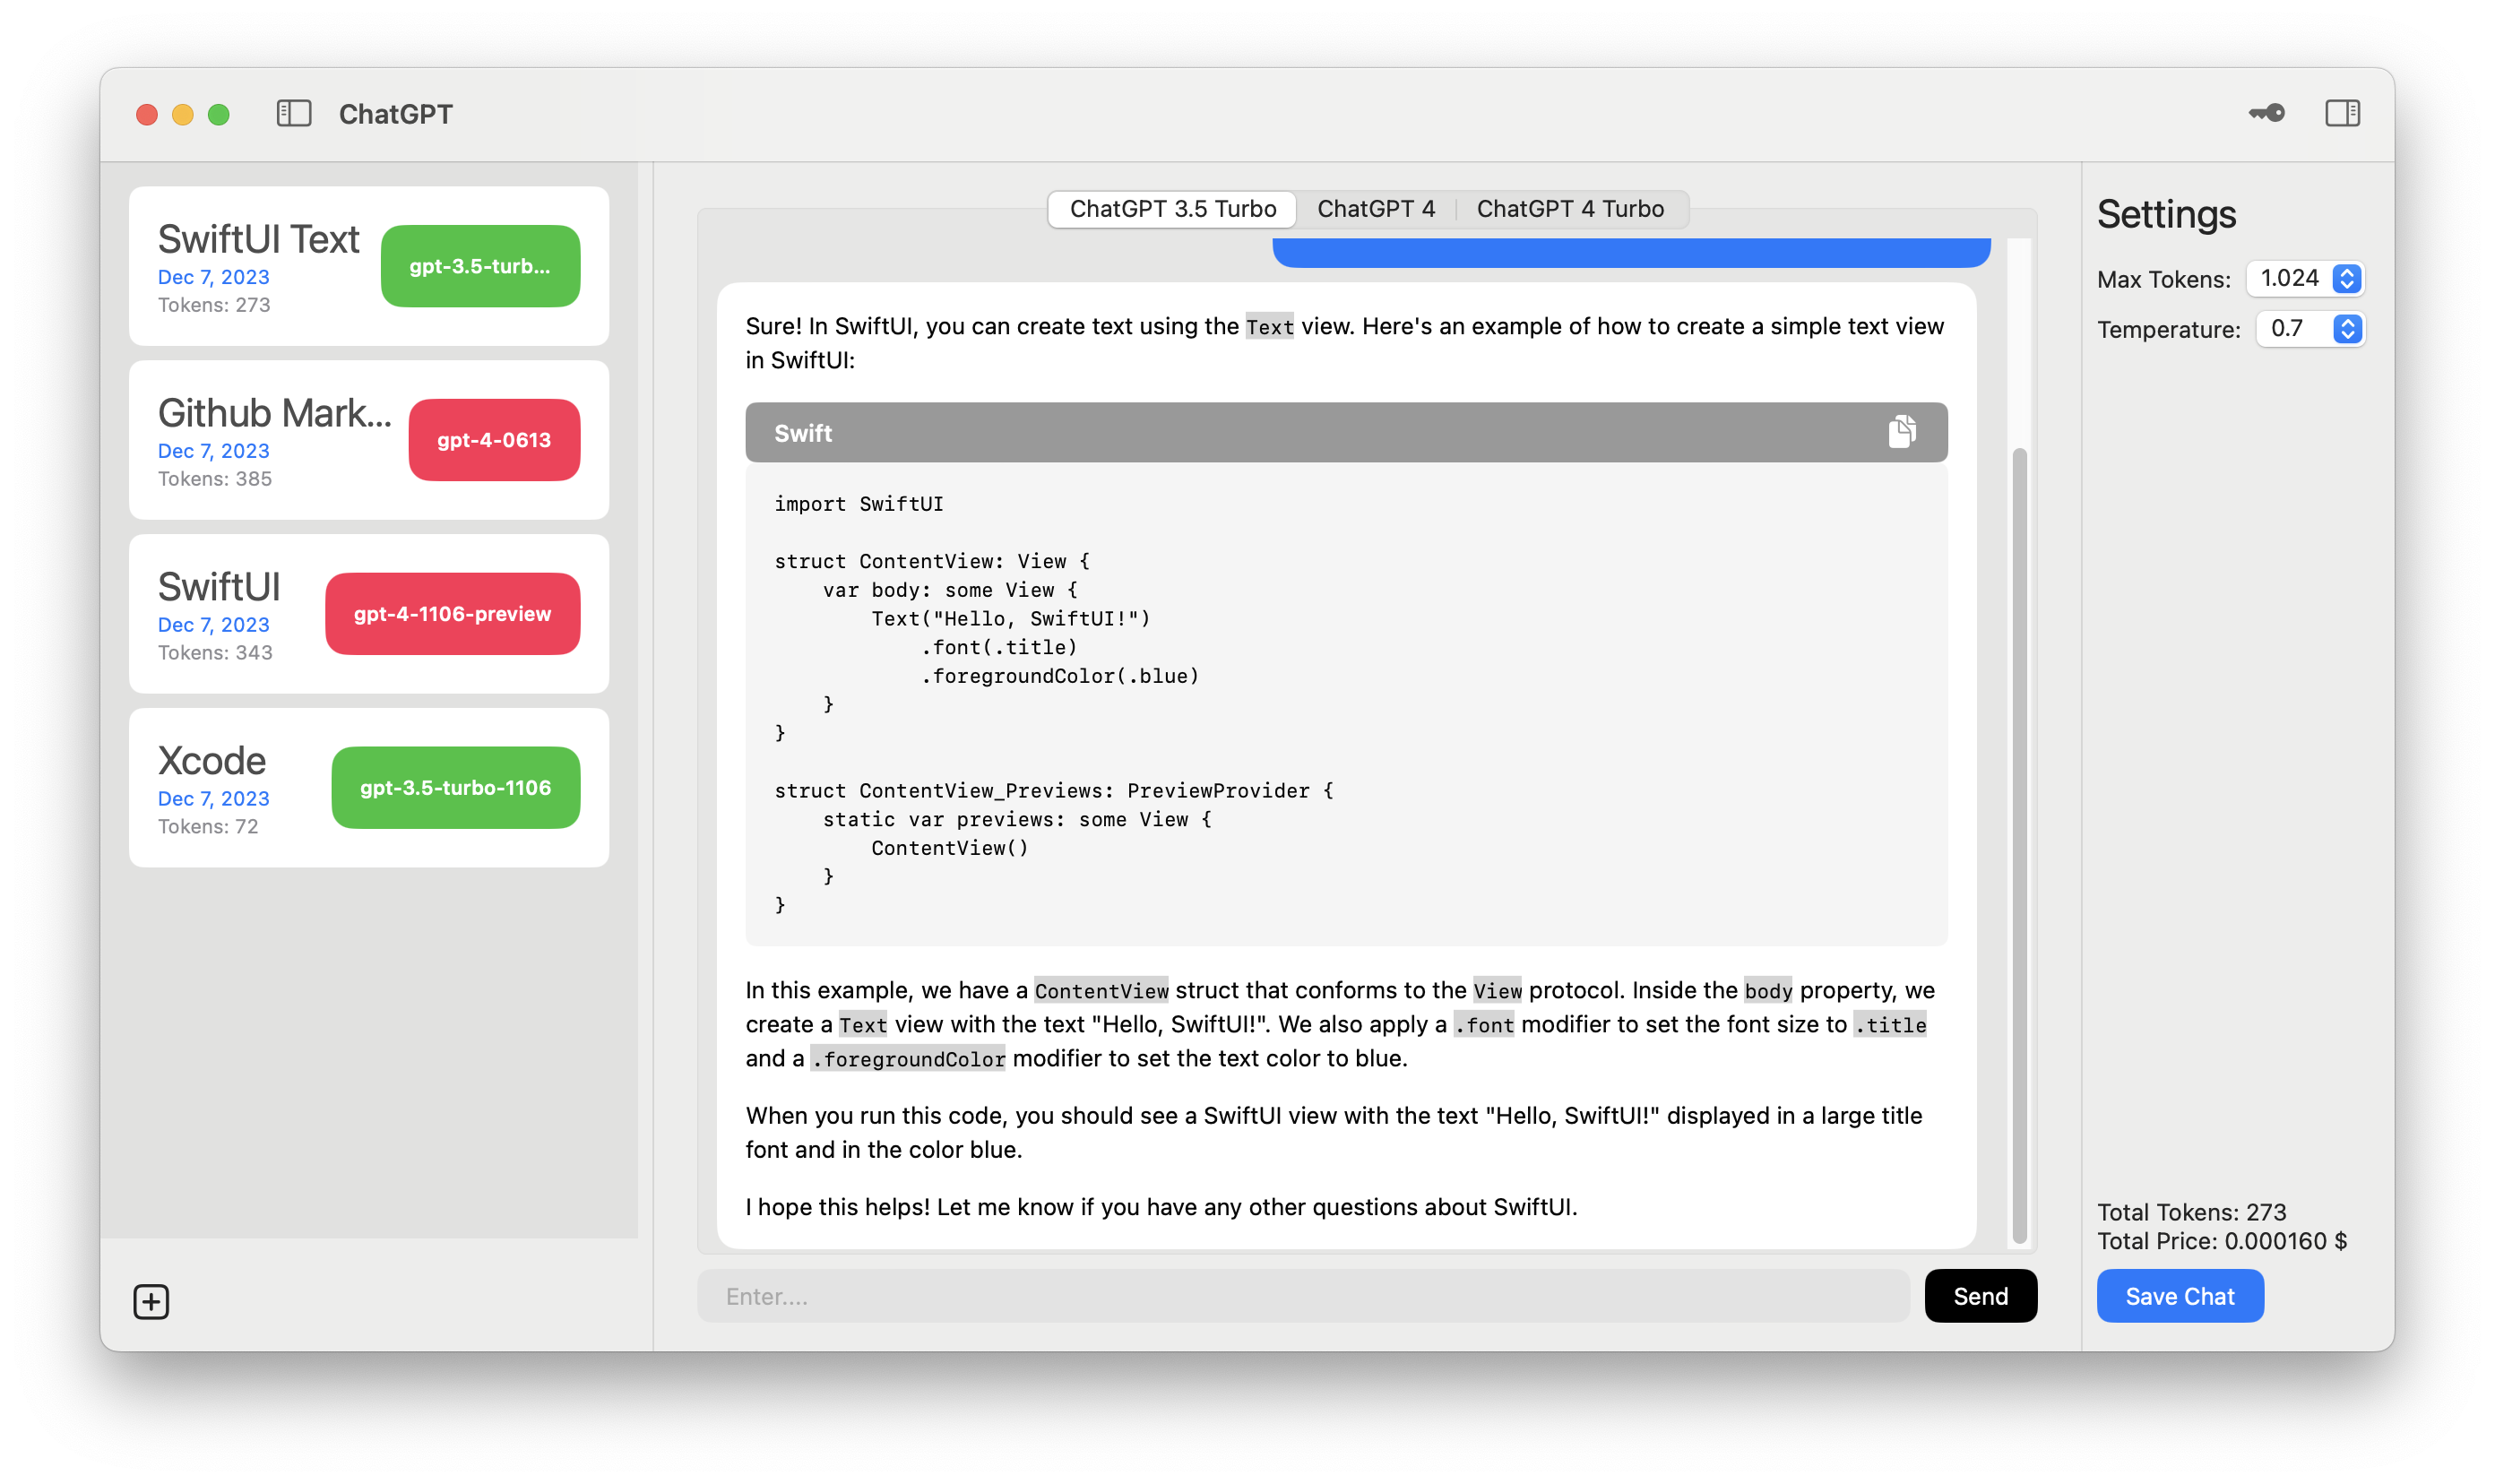 ChatGPT
SwiftUI Text
gpt-3.5-turb...
Dec 7, 2023
Tokens: 273
Github Mark...
gpt-4-0613
Dec 7, 2023
Tokens: 385
SwiftUI
gpt-4-1106-preview
Dec 7, 2023
Tokens: 343
Xcode
gpt-3.5-turbo-1106
Dec 7, 2023
Tokens: 72
ChatGPT 3.5 Turbo
ChatGPT 4
ChatGPT 4 Turbo
Sure! In SwiftUI, you can create text using the Text view. Here's an example of how to create a simple text view
in SwiftUI:
Swift
import SwiftUI
struct ContentView: View {
    var body: some View {
        Text("Hello, SwiftUI!")
            .font(.title)
            .foregroundColor(.blue)
    }
}
struct ContentView_Previews: PreviewProvider {
    static var previews: some View {
        ContentView()
    }
}
In this example, we have a ContentView struct that conforms to the View protocol. Inside the body property, we
create a Text view with the text "Hello, SwiftUI!". We also apply a .font modifier to set the font size to .title
and a .foregroundColor modifier to set the text color to blue.
When you run this code, you should see a SwiftUI view with the text "Hello, SwiftUI!" displayed in a large title
font and in the color blue.
I hope this helps! Let me know if you have any other questions about SwiftUI.
Enter....
Send
Settings
Max Tokens: 1.024
Temperature: 0.7
Total Tokens: 273
Total Price: 0.000160 $
Save Chat